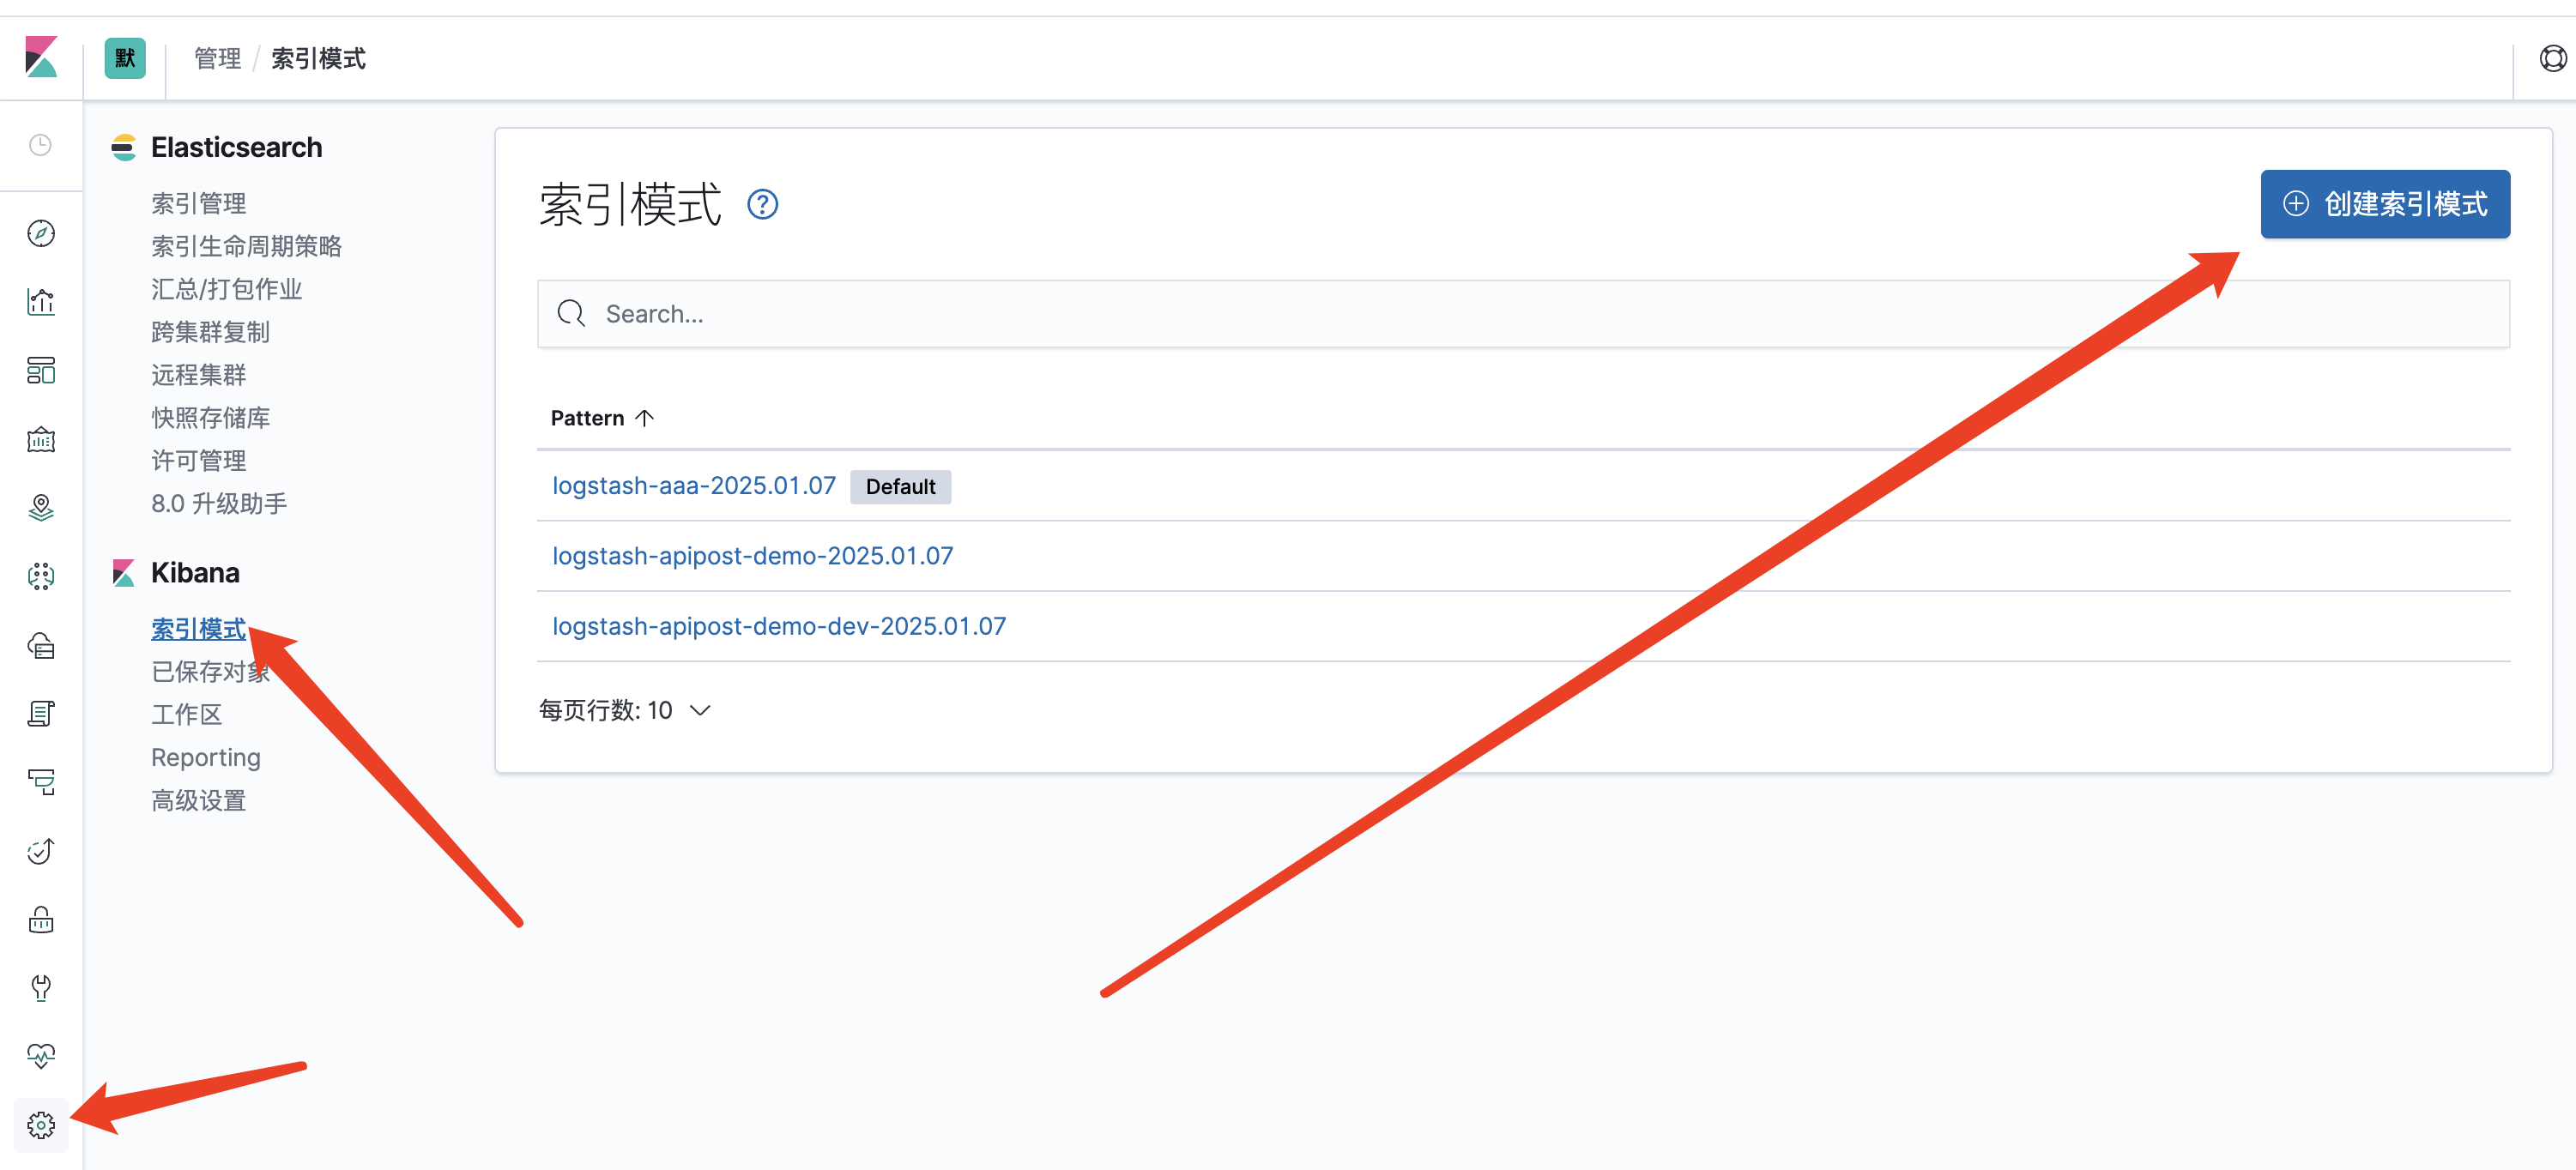 默 管理 / 索引模式
Elasticsearch
索引管理
索引生命周期策略
汇总/打包作业
跨集群复制
远程集群
快照存储库
许可管理
8.0 升级助手
Kibana
索引模式
已保存对象
工作区
Reporting
高级设置
索引模式
创建索引模式
Search...
Pattern ↑
logstash-aaa-2025.01.07 Default
logstash-apipost-demo-2025.01.07
logstash-apipost-demo-dev-2025.01.07
每页行数: 10